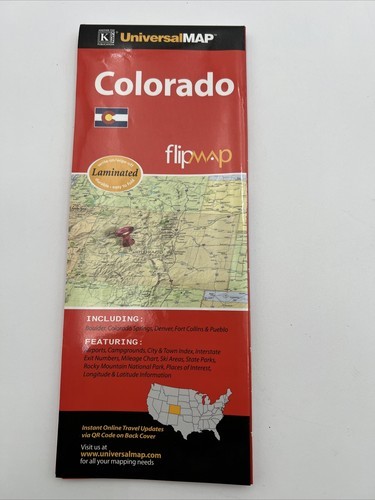 K UniversalMAP
Colorado
flipmap
Laminated
INCLUDING:
Boulder, Colorado Springs, Denver, Fort Collins & Pueblo
FEATURING:
Airports, Campgrounds, City & Town Index, Interstate
Exit Numbers, Mileage Chart, Ski Areas, State Parks,
Rocky Mountain National Park, Places of Interest,
Longitude & Latitude Information
Instant Online Travel Updates
via QR Code on Back Cover
Visit us at
www.universalmap.com
for all your mapping needs